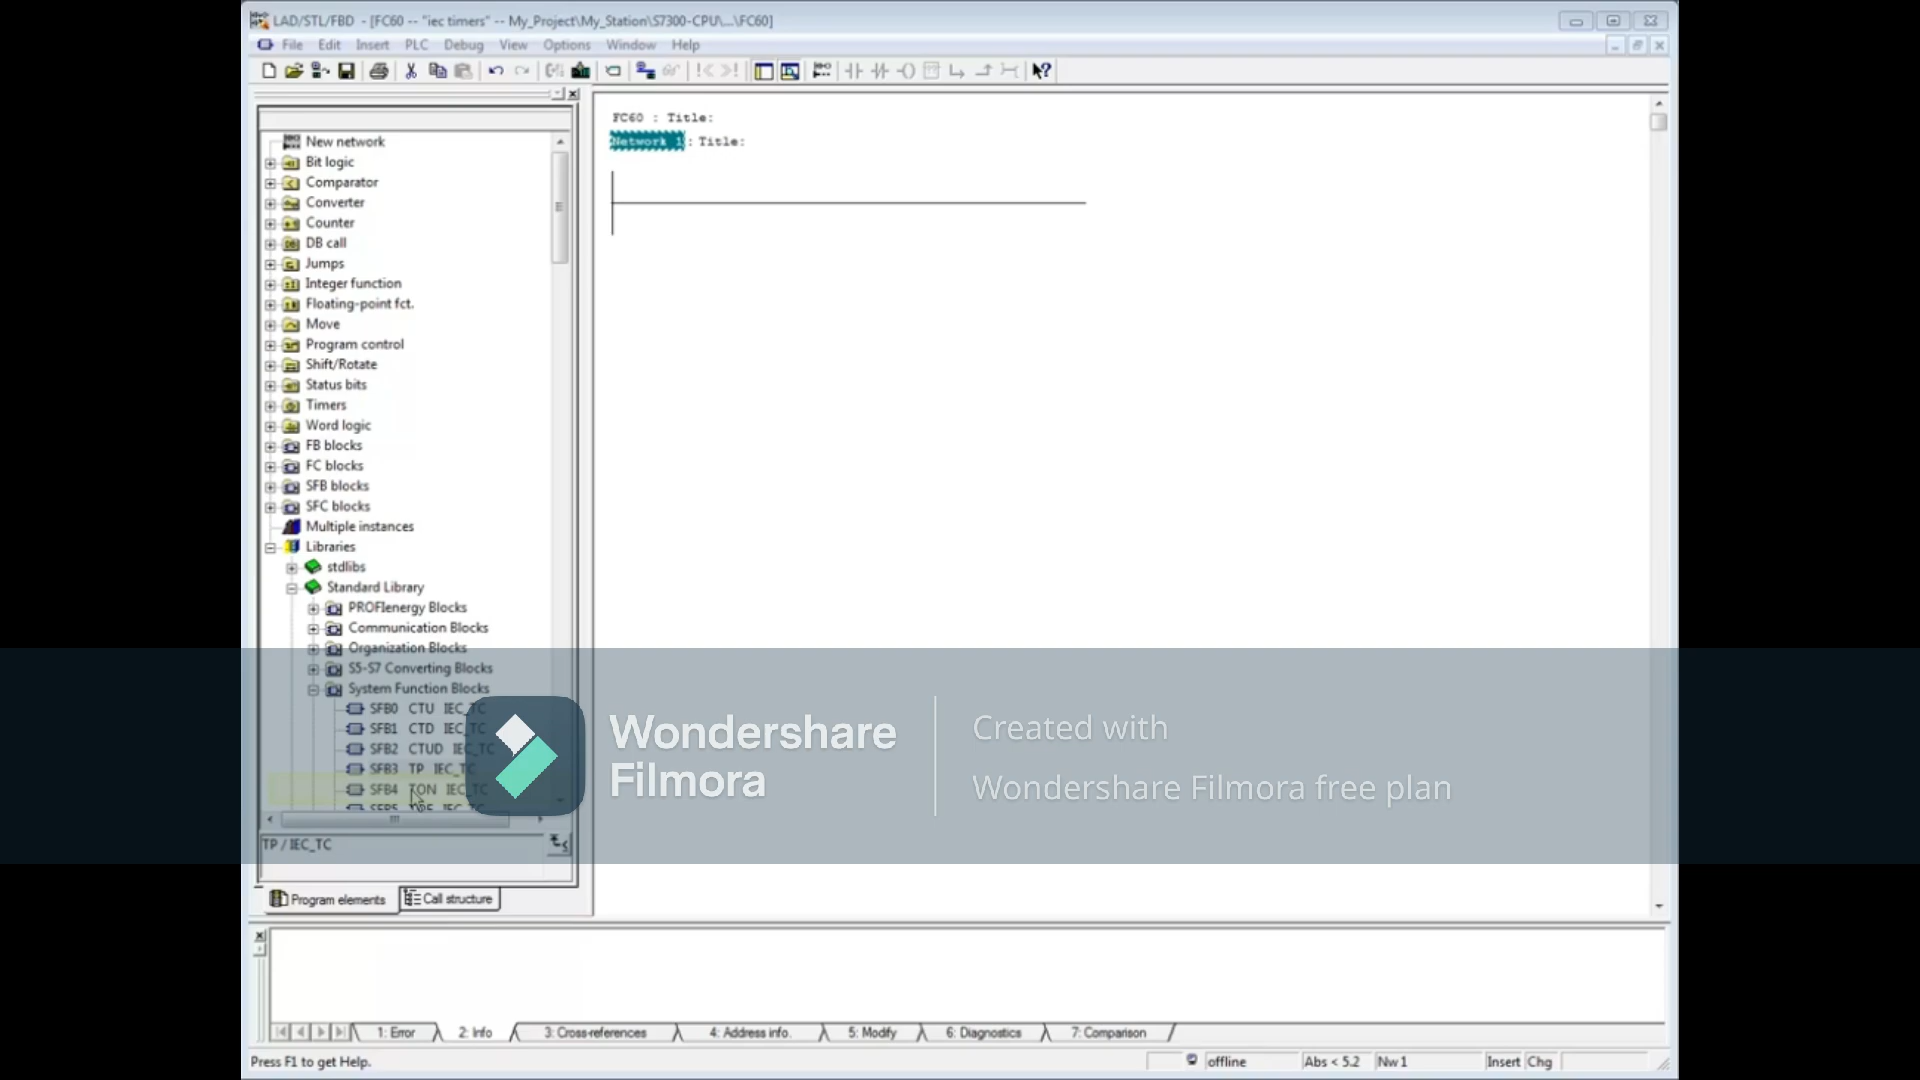 LAD/STL/FBD - [FC60 -- "iec timers" -- My_Project\My_Station\S7300-CPU\...\FC60]
File Edit Insert PLC Debug View Options Window Help
FC60 : Title:
Network 1 : Title:
New network
Bit logic
Comparator
Converter
Counter
DB call
Jumps
Integer function
Floating-point fct.
Move
Program control
Shift/Rotate
Status bits
Timers
Word logic
FB blocks
FC blocks
SFB blocks
SFC blocks
Multiple instances
Libraries
stdlibs
Standard Library
PROFIenergy Blocks
Communication Blocks
Organization Blocks
S5-S7 Converting Blocks
System Function Blocks
SFB0 CTU IEC_TC
SFB1 CTD IEC_TC
SFB2 CTUD IEC_TC
SFB3 TP IEC_TC
SFB4 TON IEC_TC
Wondershare
Filmora
Created with
Wondershare Filmora free plan
TP / IEC_TC
Program elements Call structure
1: Error 2: Info 3: Cross-references 4: Address info. 5: Modify 6: Diagnostics 7: Comparison
Press F1 to get Help. offline Abs < 5.2 Nw 1 Insert Chg